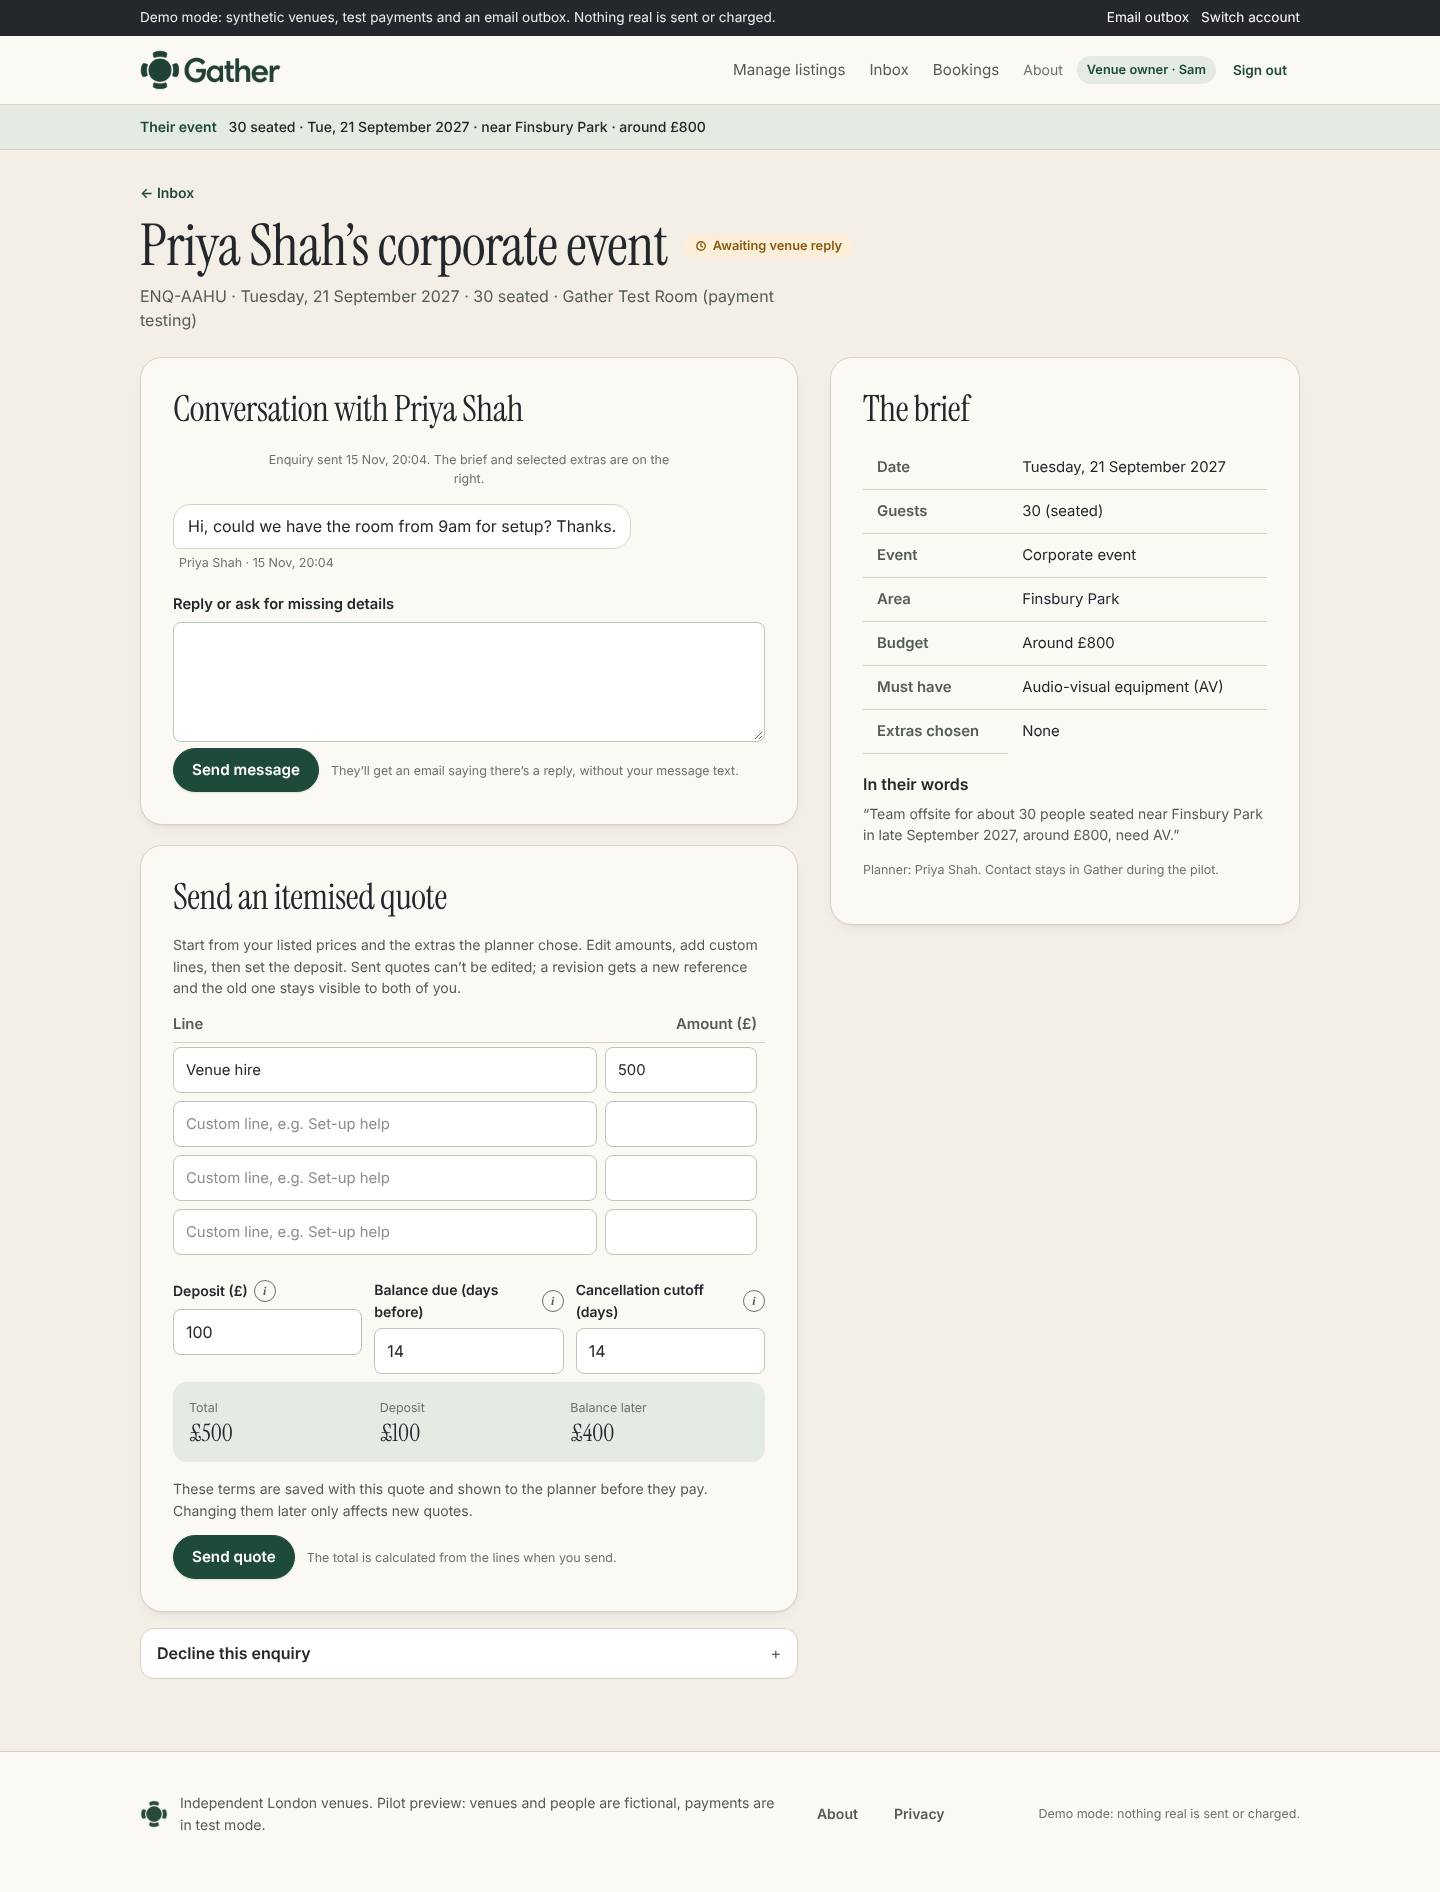 Demo mode: synthetic venues, test payments and an email outbox. Nothing real is sent or charged.
Email outbox Switch account
Gather
Manage listings Inbox Bookings About Venue owner · Sam Sign out
Their event 30 seated · Tue, 21 September 2027 · near Finsbury Park · around £800
← Inbox
Priya Shah’s corporate event
Awaiting venue reply
ENQ-AAHU · Tuesday, 21 September 2027 · 30 seated · Gather Test Room (payment
testing)
Conversation with Priya Shah
Enquiry sent 15 Nov, 20:04. The brief and selected extras are on the
right.
Hi, could we have the room from 9am for setup? Thanks.
Priya Shah · 15 Nov, 20:04
Reply or ask for missing details
Send message They’ll get an email saying there’s a reply, without your message text.
Send an itemised quote
Start from your listed prices and the extras the planner chose. Edit amounts, add custom
lines, then set the deposit. Sent quotes can’t be edited; a revision gets a new reference
and the old one stays visible to both of you.
Line Amount (£)
Venue hire 500
Custom line, e.g. Set-up help
Custom line, e.g. Set-up help
Custom line, e.g. Set-up help
Deposit (£) i
100
Balance due (days
before) i
14
Cancellation cutoff
(days) i
14
Total Deposit Balance later
£500 £100 £400
These terms are saved with this quote and shown to the planner before they pay.
Changing them later only affects new quotes.
Send quote The total is calculated from the lines when you send.
Decline this enquiry +
The brief
Date Tuesday, 21 September 2027
Guests 30 (seated)
Event Corporate event
Area Finsbury Park
Budget Around £800
Must have Audio-visual equipment (AV)
Extras chosen None
In their words
“Team offsite for about 30 people seated near Finsbury Park
in late September 2027, around £800, need AV.”
Planner: Priya Shah. Contact stays in Gather during the pilot.
Independent London venues. Pilot preview: venues and people are fictional, payments are
in test mode.
About Privacy
Demo mode: nothing real is sent or charged.